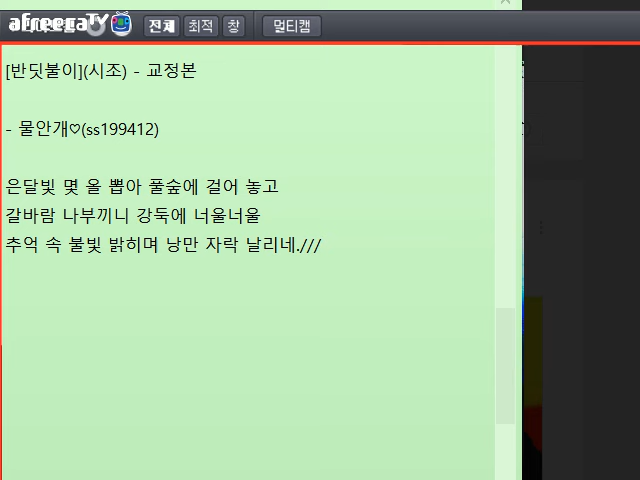 afreecaTV
전체 최적 창 멀티캠
[반딧불이](시조) - 교정본
- 물안개♡(ss199412)
은달빛 몇 올 뽑아 풀숲에 걸어 놓고
갈바람 나부끼니 강둑에 너울너울
추억 속 불빛 밝히며 낭만 자락 날리네.///